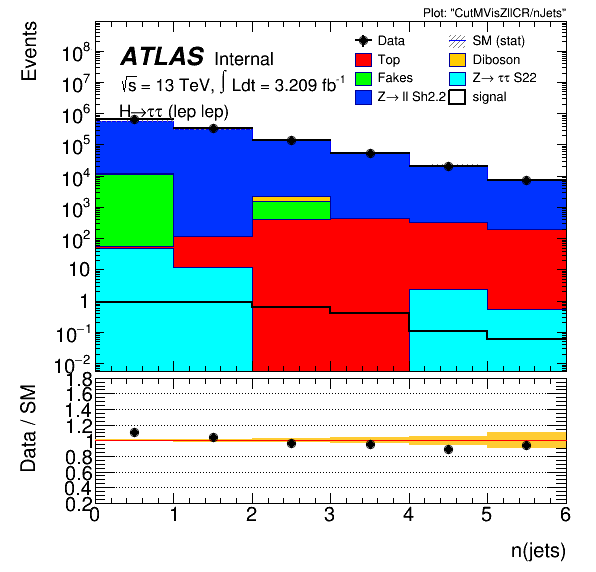 Plot: "CutMVisZllCR/nJets"
Events
10⁹
10⁸
10⁷
10⁶
10⁵
10⁴
10³
10²
10
1
10⁻¹
10⁻²
ATLAS Internal
√s = 13 TeV, ∫ Ldt = 3.209 fb⁻¹
H→ττ (lep lep)
Data
SM (stat)
Top
Diboson
Fakes
Z→ ττ S22
Z→ ll Sh2.2
signal
Data / SM
1.8
1.6
1.4
1.2
1
0.8
0.6
0.4
0.2
0 1 2 3 4 5 6
n(jets)